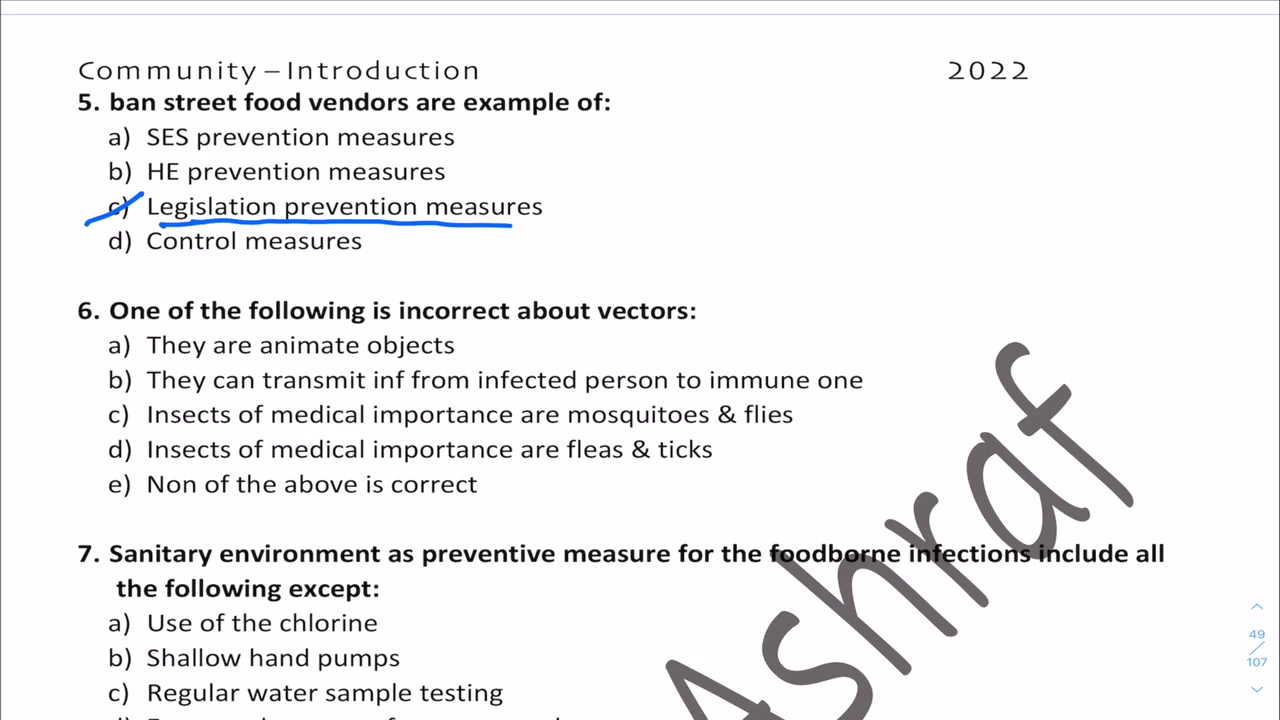 Community – Introduction 2022
5. ban street food vendors are example of:
a) SES prevention measures
b) HE prevention measures
c) Legislation prevention measures
d) Control measures
6. One of the following is incorrect about vectors:
a) They are animate objects
b) They can transmit inf from infected person to immune one
c) Insects of medical importance are mosquitoes & flies
d) Insects of medical importance are fleas & ticks
e) Non of the above is correct
7. Sanitary environment as preventive measure for the foodborne infections include all
the following except:
a) Use of the chlorine
b) Shallow hand pumps
c) Regular water sample testing
Ashraf
49
107